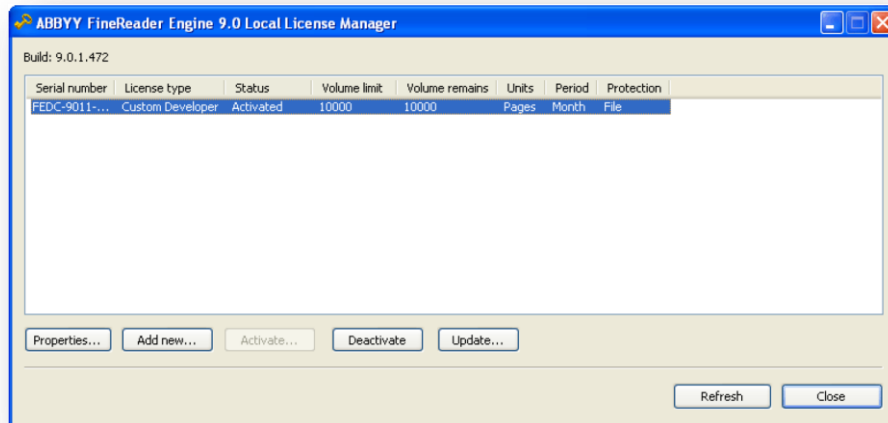 ABBYY FineReader Engine 9.0 Local License Manager
Build: 9.0.1.472
Serial number License type Status Volume limit Volume remains Units Period Protection
FEDC-9011-... Custom Developer Activated 10000 10000 Pages Month File
Properties... Add new... Activate... Deactivate Update...
Refresh Close